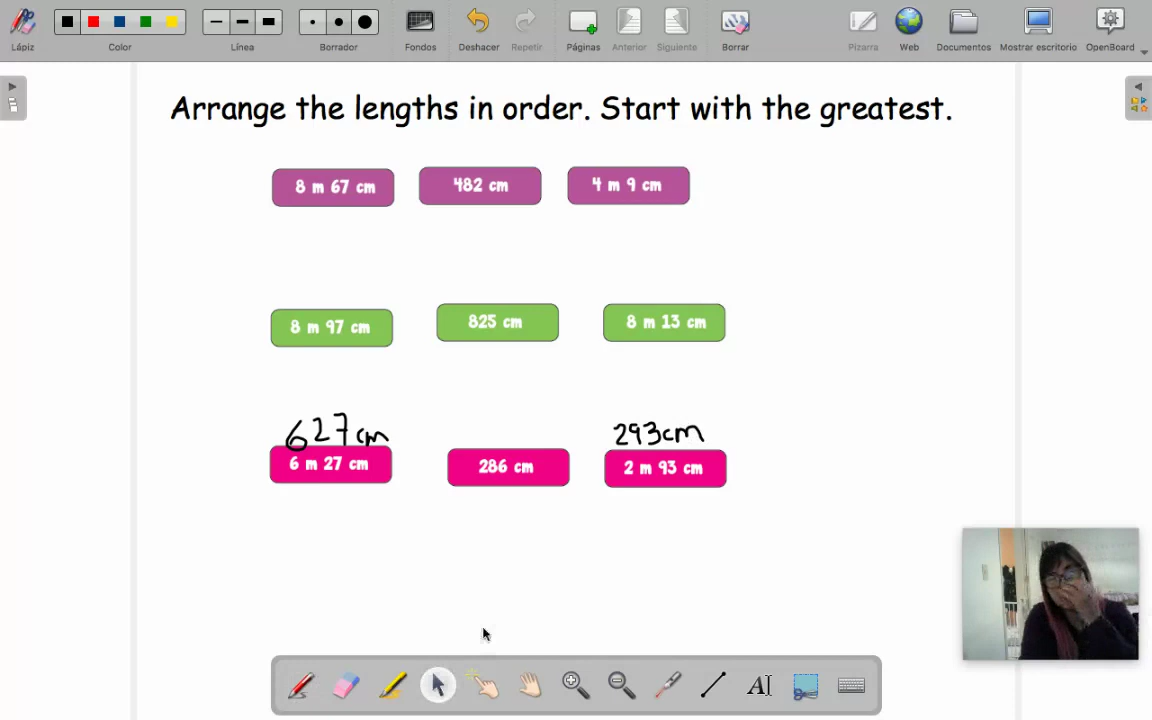 Lápiz Color Línea Borrador Fondos Deshacer Repetir Páginas Anterior Siguiente Borrar Pizarra Web Documentos Mostrar escritorio OpenBoard
Arrange the lengths in order. Start with the greatest.
8 m 67 cm 482 cm 4 m 9 cm
8 m 97 cm 825 cm 8 m 13 cm
627cm 293cm
6 m 27 cm 286 cm 2 m 93 cm
AI